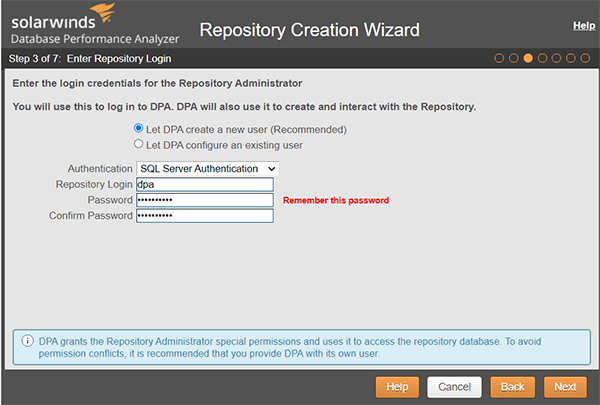 solarwinds
Database Performance Analyzer
Repository Creation Wizard
Help
Step 3 of 7: Enter Repository Login
Enter the login credentials for the Repository Administrator
You will use this to log in to DPA. DPA will also use it to create and interact with the Repository.
Let DPA create a new user (Recommended)
Let DPA configure an existing user
Authentication SQL Server Authentication
Repository Login dpa
Password •••••••••• Remember this password
Confirm Password ••••••••••
DPA grants the Repository Administrator special permissions and uses it to access the repository database. To avoid
permission conflicts, it is recommended that you provide DPA with its own user.
Help Cancel Back Next